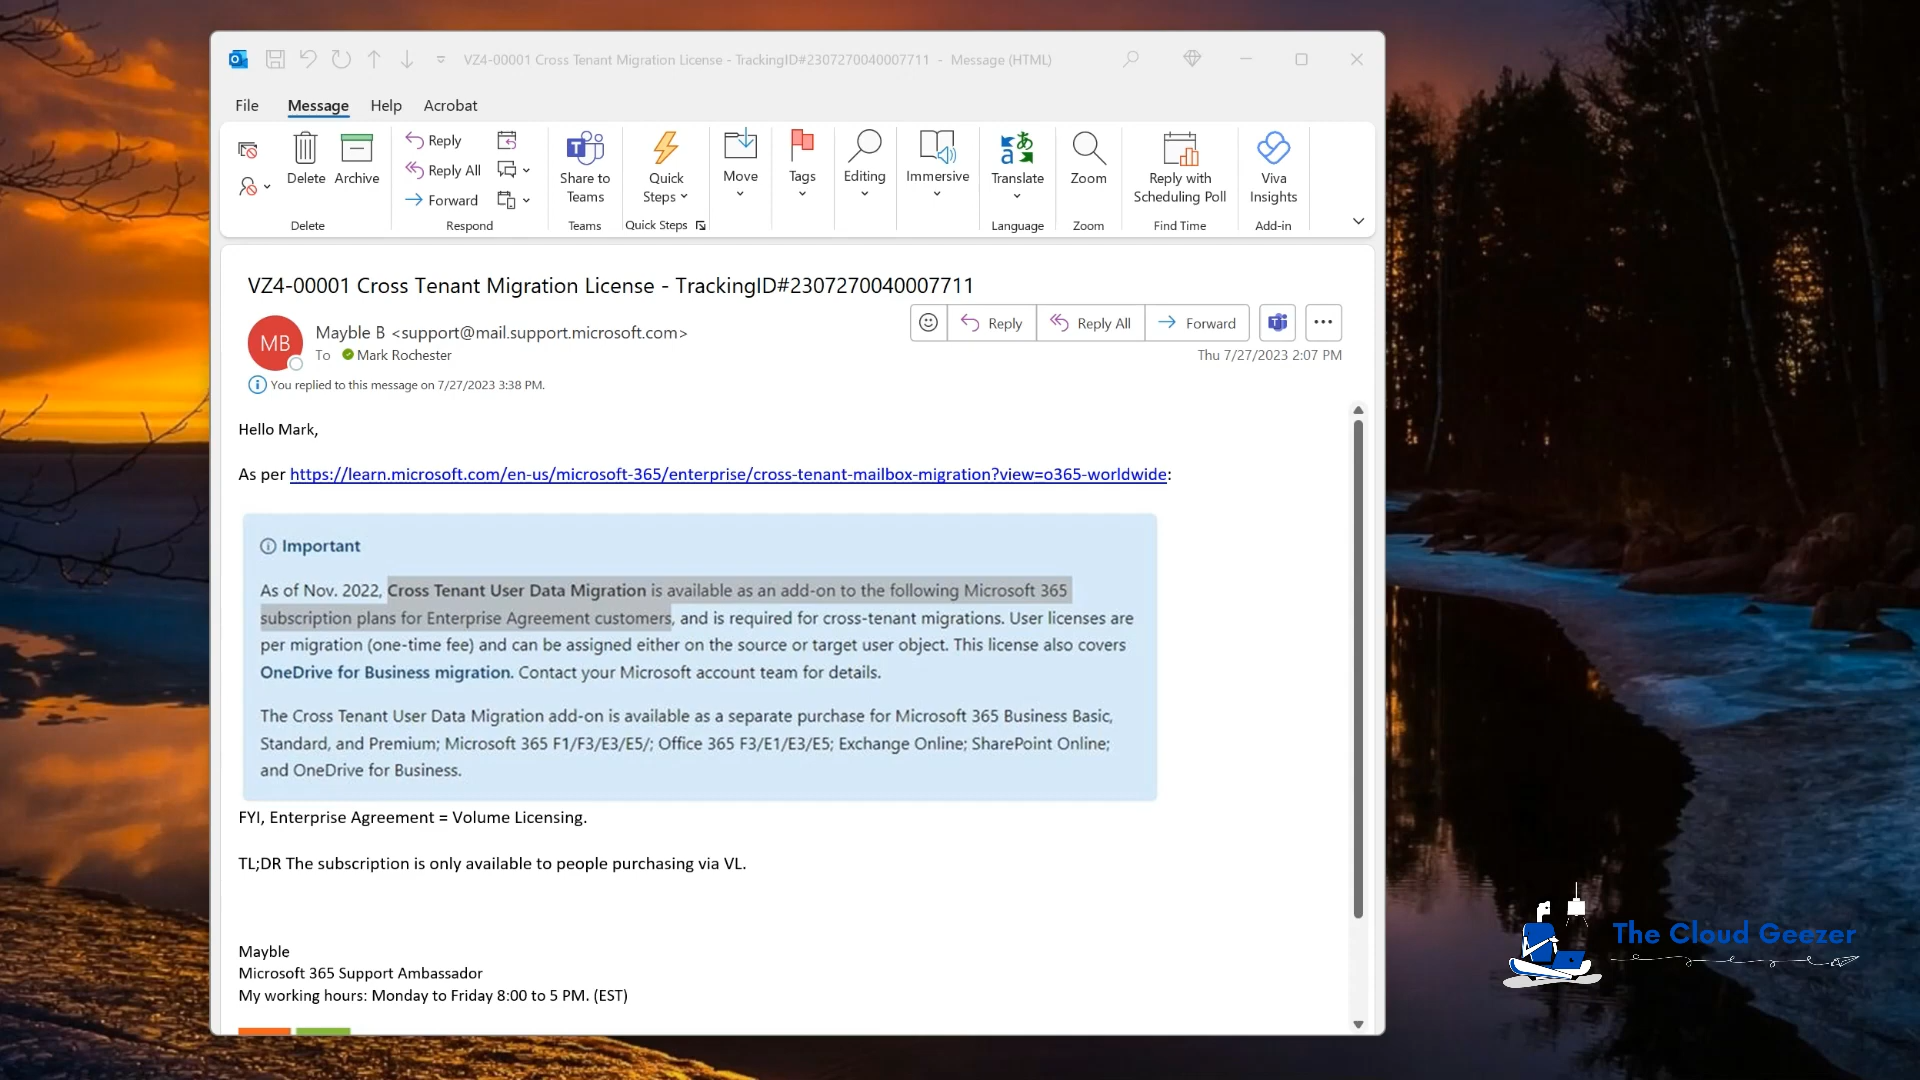 VZ4-00001 Cross Tenant Migration License - TrackingID#2307270040007711 - Message (HTML)
File Message Help Acrobat
Delete
Archive
Reply
Reply All
Forward
Share to
Teams
Quick
Steps
Move
Tags
Editing
Immersive
Translate
Zoom
Reply with
Scheduling Poll
Viva
Insights
Delete
Respond
Teams
Quick Steps
Language
Zoom
Find Time
Add-in
VZ4-00001 Cross Tenant Migration License - TrackingID#2307270040007711
MB
Mayble B <support@mail.support.microsoft.com>
To Mark Rochester
Reply
Reply All
Forward
Thu 7/27/2023 2:07 PM
You replied to this message on 7/27/2023 3:38 PM.
Hello Mark,
As per https://learn.microsoft.com/en-us/microsoft-365/enterprise/cross-tenant-mailbox-migration?view=o365-worldwide:
Important
As of Nov. 2022, Cross Tenant User Data Migration is available as an add-on to the following Microsoft 365
subscription plans for Enterprise Agreement customers, and is required for cross-tenant migrations. User licenses are
per migration (one-time fee) and can be assigned either on the source or target user object. This license also covers
OneDrive for Business migration. Contact your Microsoft account team for details.
The Cross Tenant User Data Migration add-on is available as a separate purchase for Microsoft 365 Business Basic,
Standard, and Premium; Microsoft 365 F1/F3/E3/E5/; Office 365 F3/E1/E3/E5; Exchange Online; SharePoint Online;
and OneDrive for Business.
FYI, Enterprise Agreement = Volume Licensing.
TL;DR The subscription is only available to people purchasing via VL.
Mayble
Microsoft 365 Support Ambassador
My working hours: Monday to Friday 8:00 to 5 PM. (EST)
The Cloud Geezer